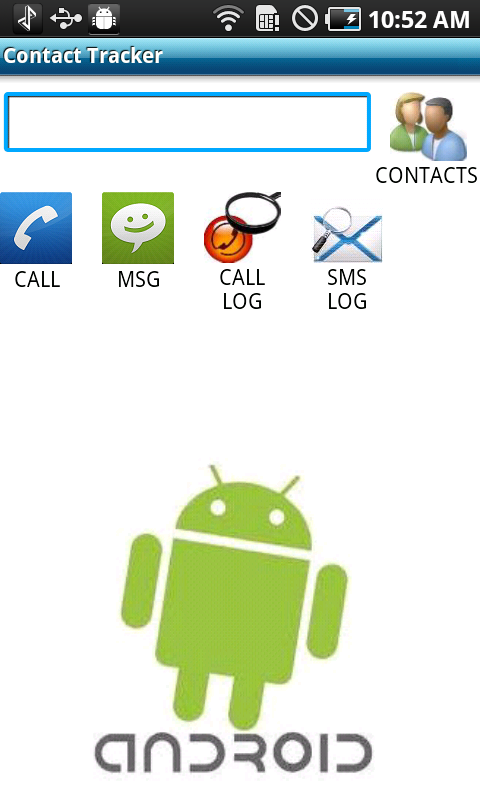 10:52 AM
Contact Tracker
CONTACTS
CALL
MSG
CALL
LOG
SMS
LOG
ANDROID